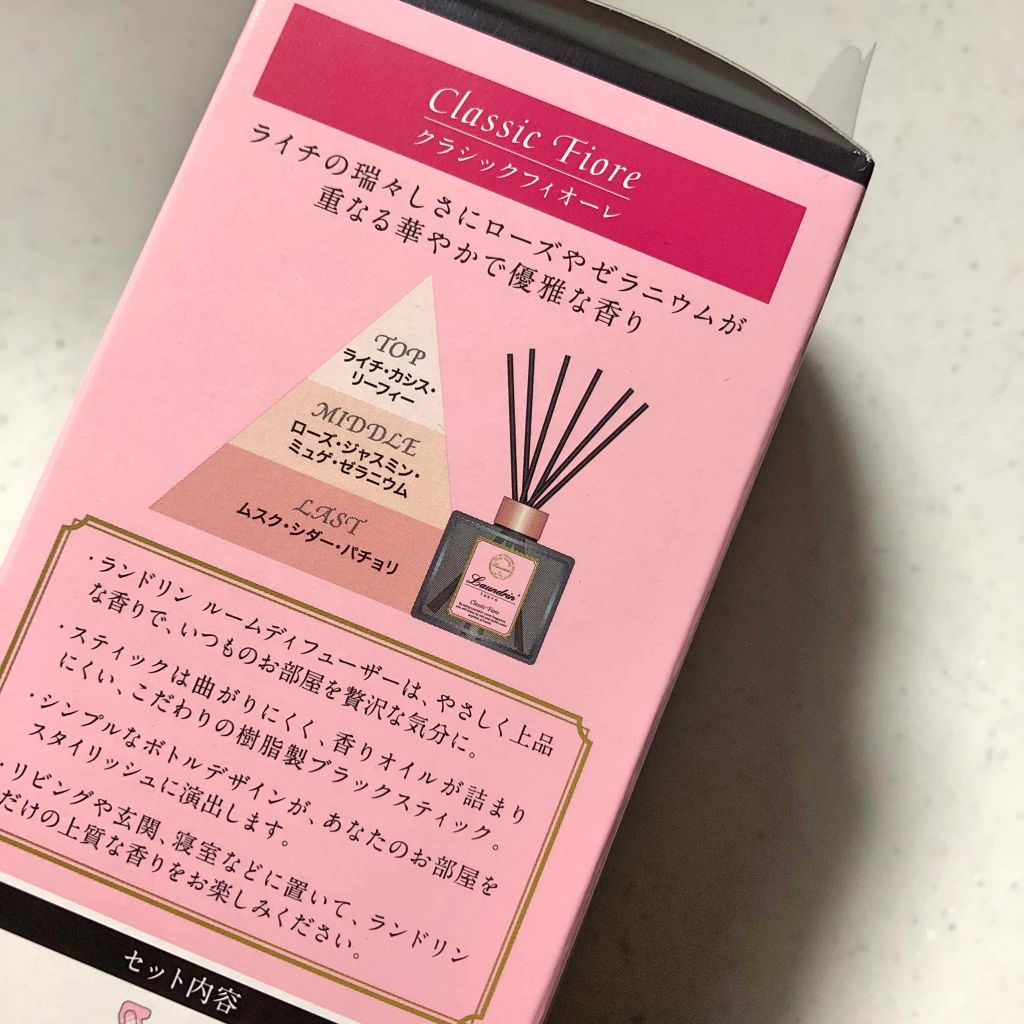 Classic Fiore
クラシックフィオーレ
ライチの瑞々しさにローズやゼラニウムが
重なる華やかで優雅な香り
TOP
ライチ・カシス・
リーフィー
MIDDLE
ローズ・ジャスミン・
ミュゲ・ゼラニウム
LAST
ムスク・シダー・パチョリ
Laundrin'
TOKYO
Classic Fiore
・ランドリン ルームディフューザーは、やさしく上品
な香りで、いつものお部屋を贅沢な気分に。
・スティックは曲がりにくく、香りオイルが詰まり
にくい、こだわりの樹脂製ブラックスティック。
・シンプルなボトルデザインが、あなたのお部屋を
スタイリッシュに演出します。
・リビングや玄関、寝室などに置いて、ランドリン
だけの上質な香りをお楽しみください。
セット内容